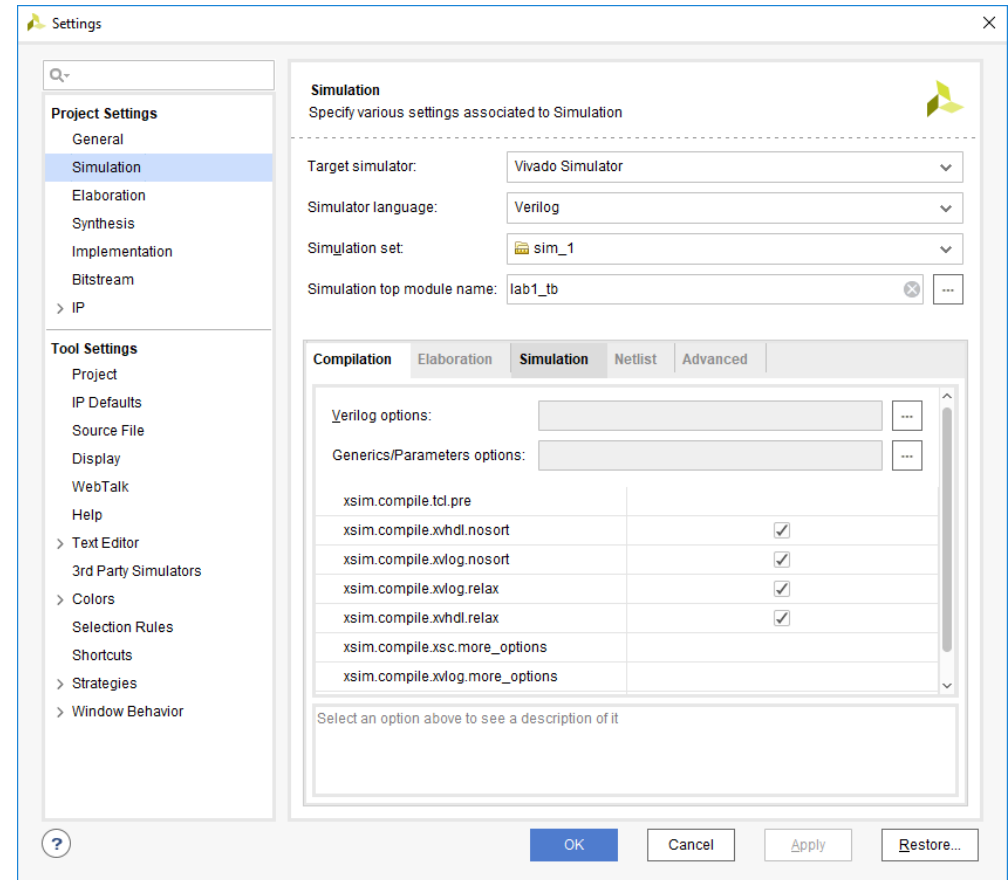 Settings
Project Settings
General
Simulation
Elaboration
Synthesis
Implementation
Bitstream
IP
Tool Settings
Project
IP Defaults
Source File
Display
WebTalk
Help
Text Editor
3rd Party Simulators
Colors
Selection Rules
Shortcuts
Strategies
Window Behavior
Simulation
Specify various settings associated to Simulation
Target simulator: Vivado Simulator
Simulator language: Verilog
Simulation set: sim_1
Simulation top module name: lab1_tb
Compilation Elaboration Simulation Netlist Advanced
Verilog options:
Generics/Parameters options:
xsim.compile.tcl.pre
xsim.compile.xvhdl.nosort
xsim.compile.xvlog.nosort
xsim.compile.xvlog.relax
xsim.compile.xvhdl.relax
xsim.compile.xsc.more_options
xsim.compile.xvlog.more_options
Select an option above to see a description of it
? OK Cancel Apply Restore...